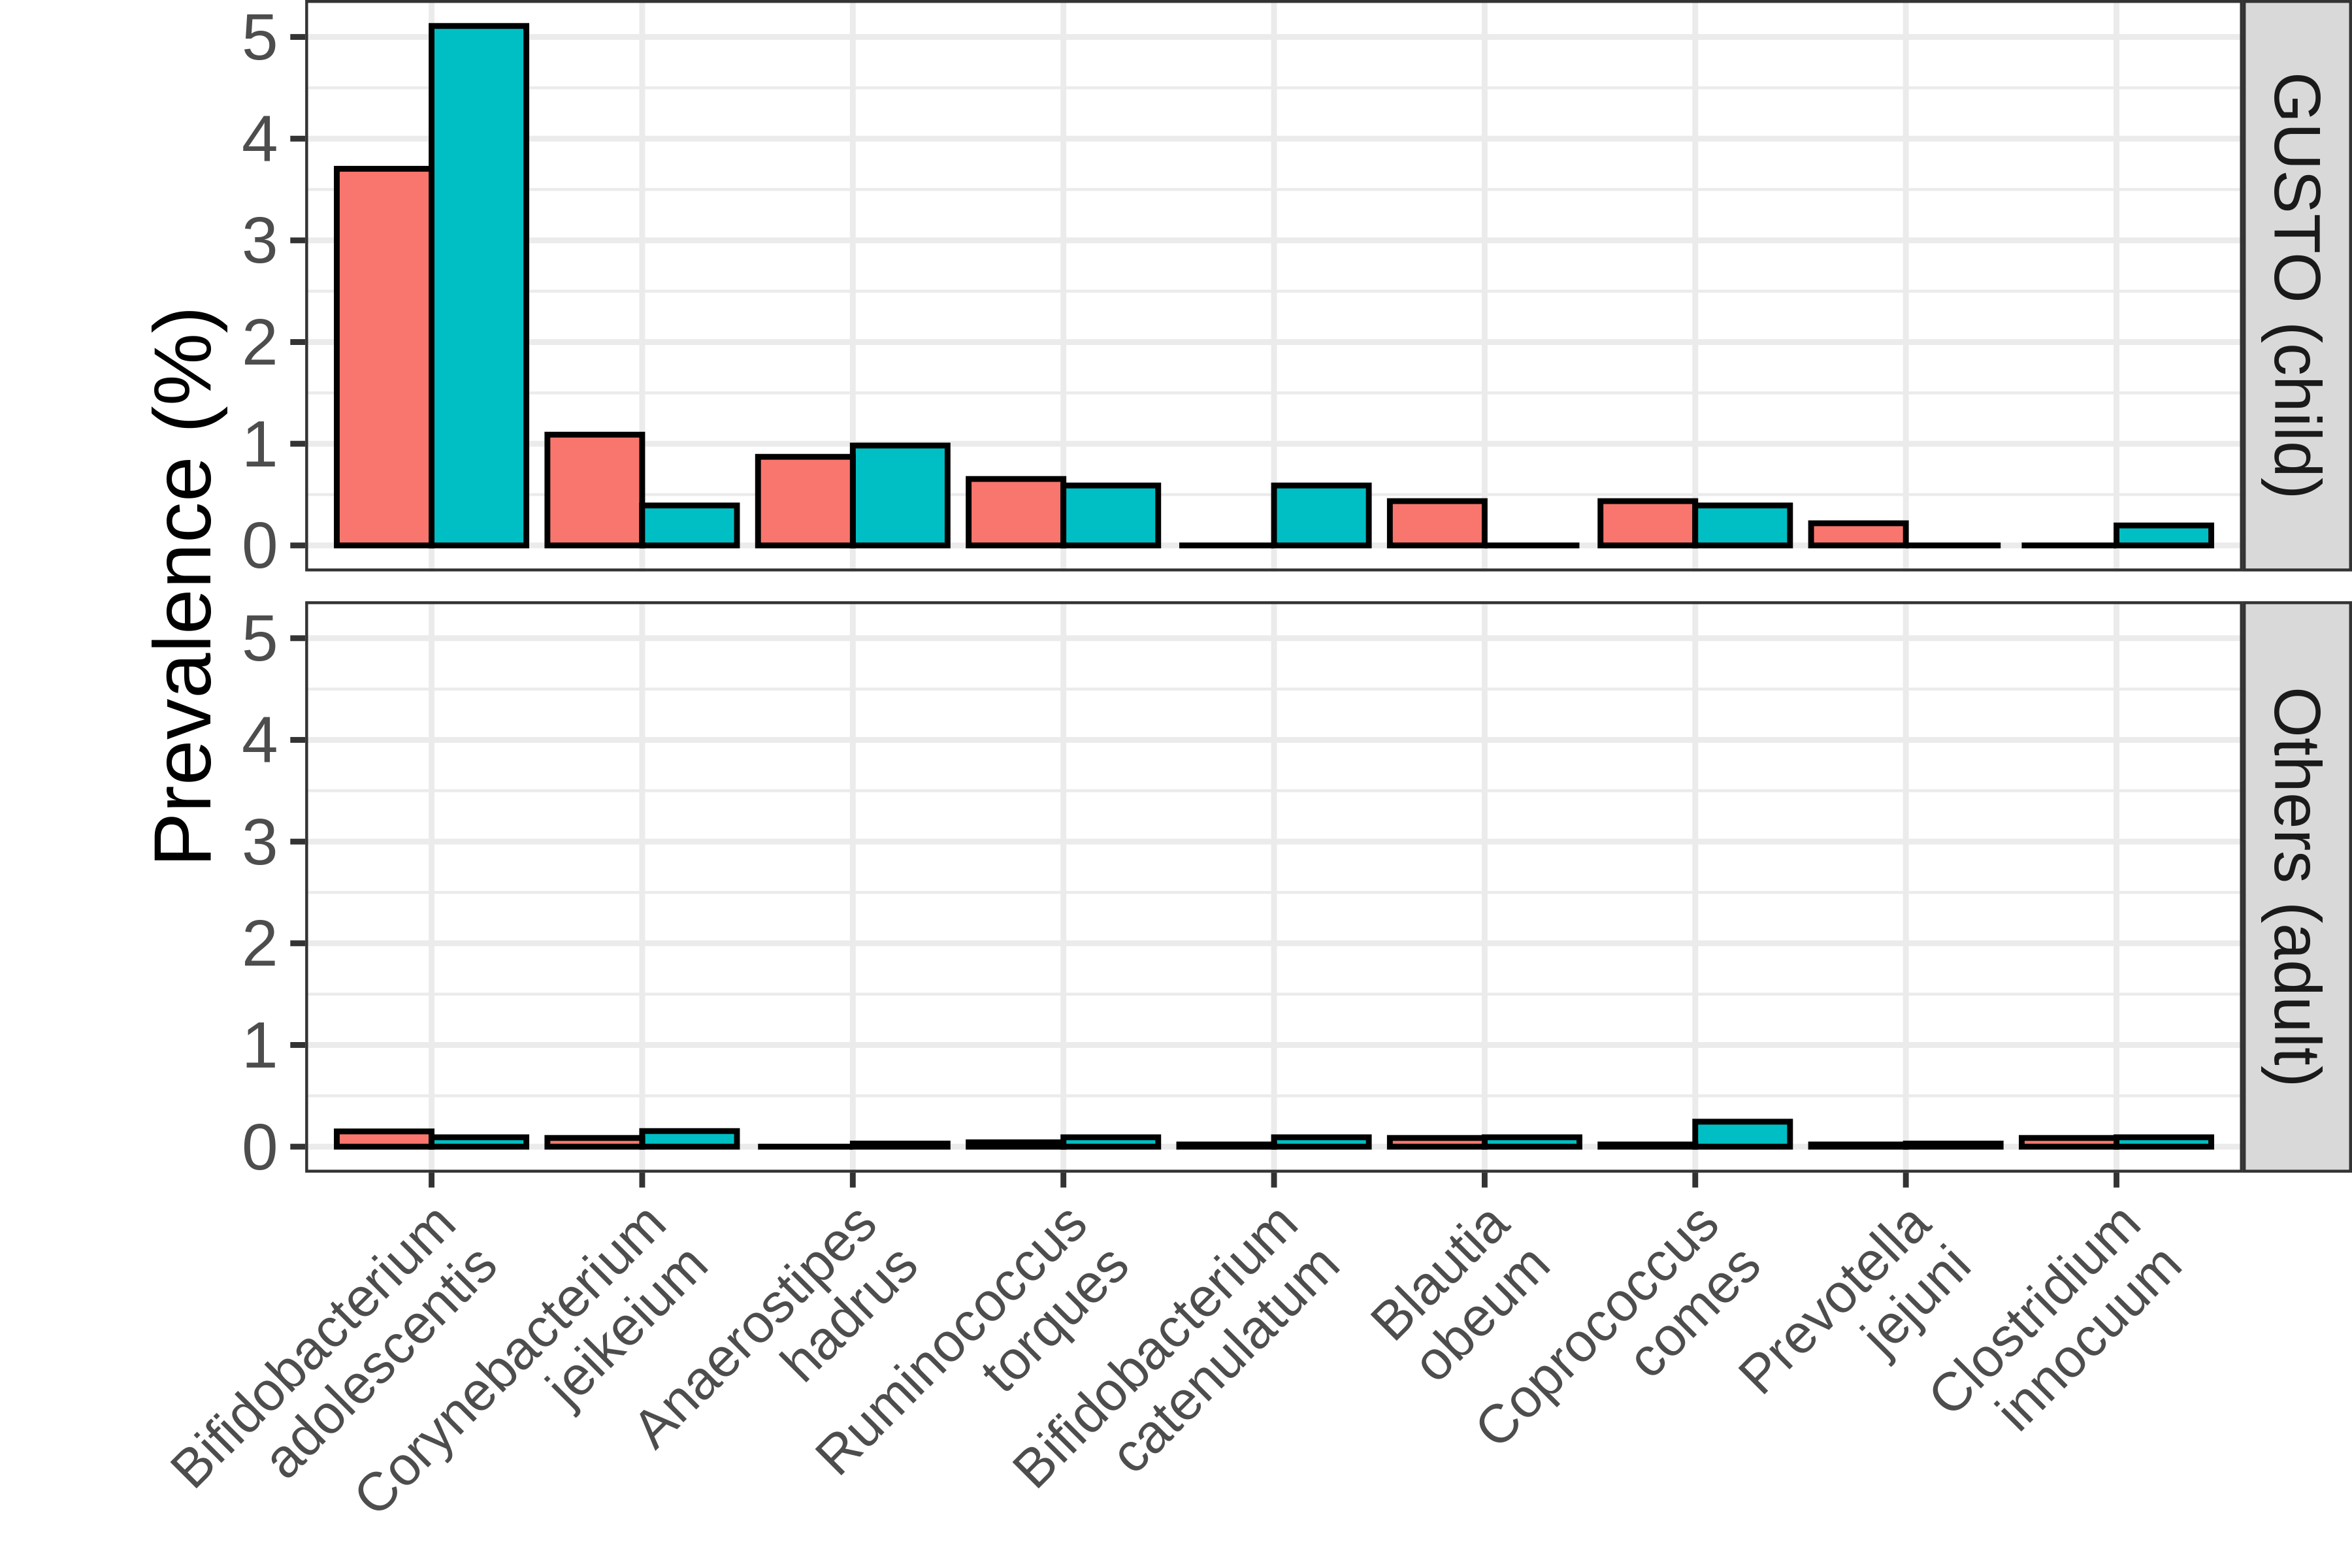 Prevalence (%)
5
4
3
2
1
0
GUSTO (child)
5
4
3
2
1
0
Others (adult)
Bifidobacterium
adolescentis
Corynebacterium
jeikeium
Anaerostipes
hadrus
Ruminococcus
torques
Bifidobacterium
catenulatum
Blautia
obeum
Coprococcus
comes
Prevotella
jejuni
Clostridium
innocuum